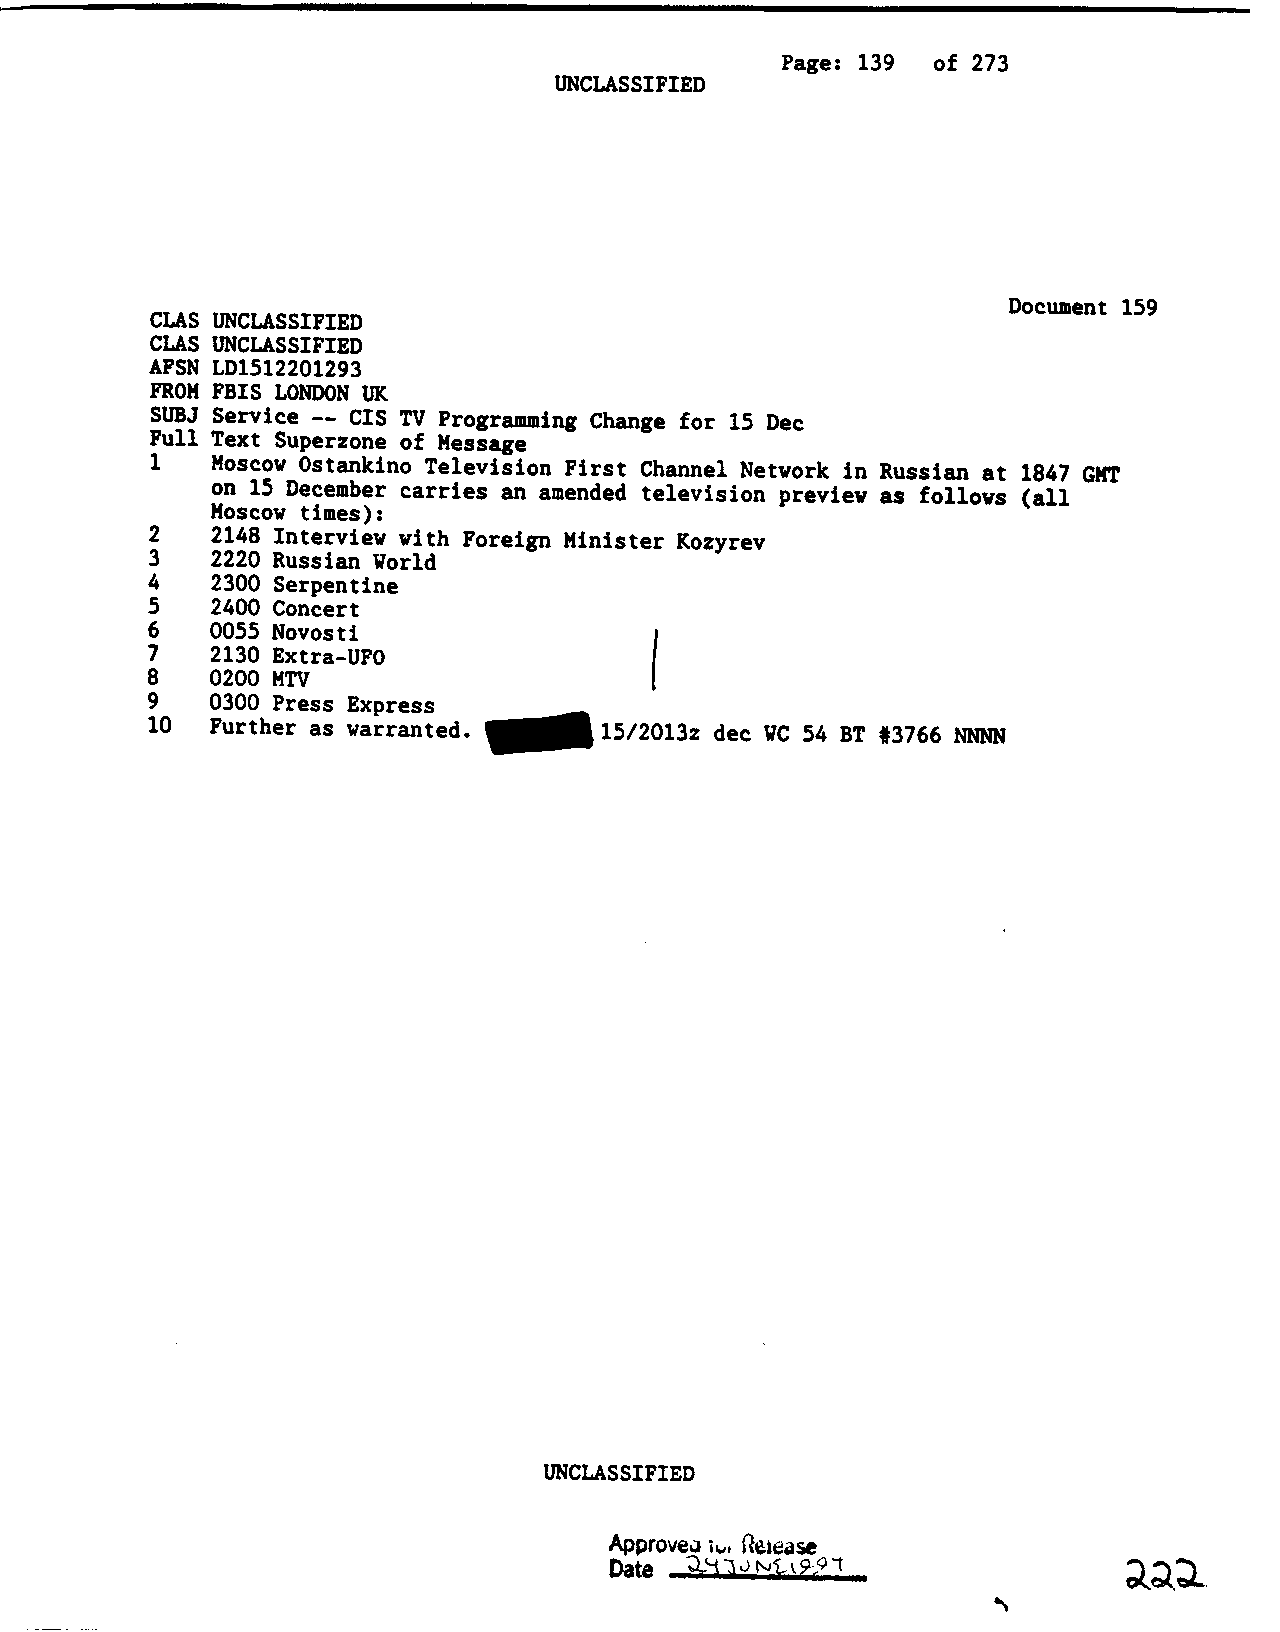 Page: 139 of 273
UNCLASSIFIED
Document 159
CLAS UNCLASSIFIED
CLAS UNCLASSIFIED
AFSN LD1512201293
FROM FBIS LONDON UK
SUBJ Service -- CIS TV Programming Change for 15 Dec
Full Text Superzone of Message
1 Moscow Ostankino Television First Channel Network in Russian at 1847 GMT
on 15 December carries an amended television preview as follows (all
Moscow times):
2 2148 Interview with Foreign Minister Kozyrev
3 2220 Russian World
4 2300 Serpentine
5 2400 Concert
6 0055 Novosti
7 2130 Extra-UFO
8 0200 MTV
9 0300 Press Express
10 Further as warranted. 15/2013z dec WC 54 BT #3766 NNNN
UNCLASSIFIED
Approved for Release
Date 24 JUNE 1997
222